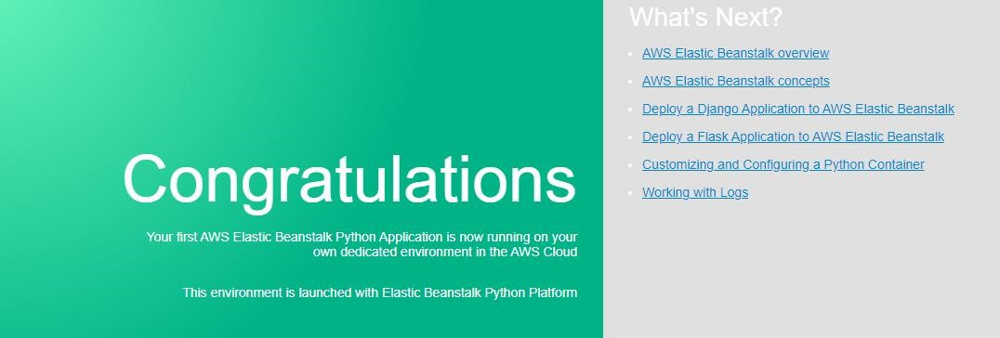 Congratulations
Your first AWS Elastic Beanstalk Python Application is now running on your
own dedicated environment in the AWS Cloud
This environment is launched with Elastic Beanstalk Python Platform
What's Next?
AWS Elastic Beanstalk overview
AWS Elastic Beanstalk concepts
Deploy a Django Application to AWS Elastic Beanstalk
Deploy a Flask Application to AWS Elastic Beanstalk
Customizing and Configuring a Python Container
Working with Logs